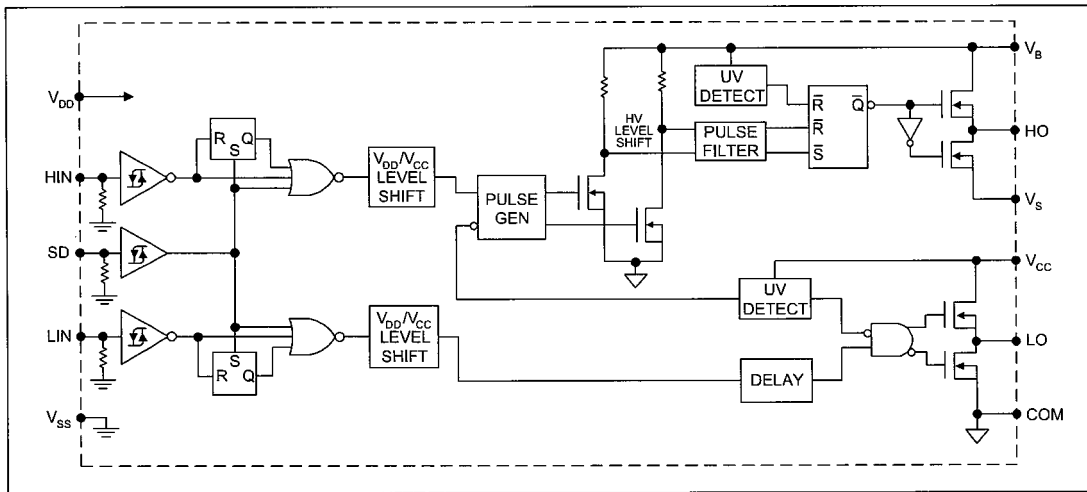 V_DD
HIN
SD
LIN
V_SS
R
S
Q
V_DD/V_CC
LEVEL
SHIFT
S
R
Q
V_DD/V_CC
LEVEL
SHIFT
PULSE
GEN
HV
LEVEL
SHIFT
UV
DETECT
PULSE
FILTER
R̅
R̅
S̅
Q̅
UV
DETECT
DELAY
V_B
HO
V_S
V_CC
LO
COM